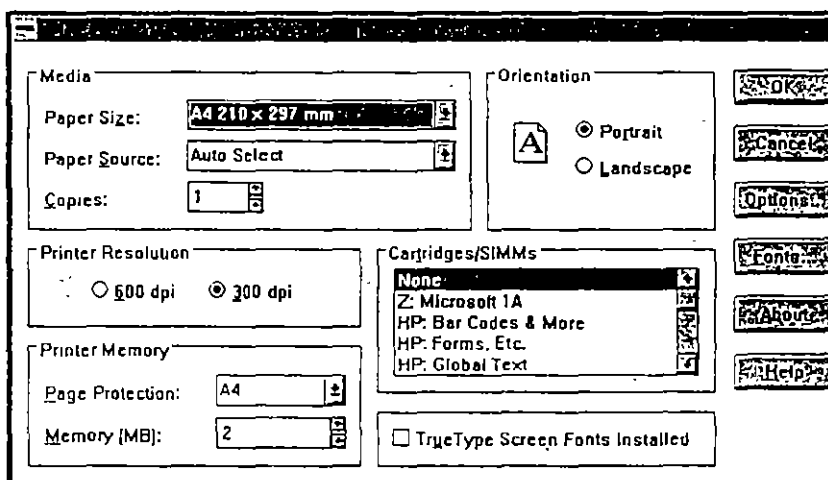 Media
Paper Size: A4 210 x 297 mm
Paper Source: Auto Select
Copies: 1
Orientation
A
Portrait
Landscape
OK
Cancel
Options
Fonts
About
Help
Printer Resolution
600 dpi 300 dpi
Cartridges/SIMMs
None
Z: Microsoft 1A
HP: Bar Codes & More
HP: Forms, Etc.
HP: Global Text
Printer Memory
Page Protection: A4
Memory (MB): 2
TrueType Screen Fonts Installed